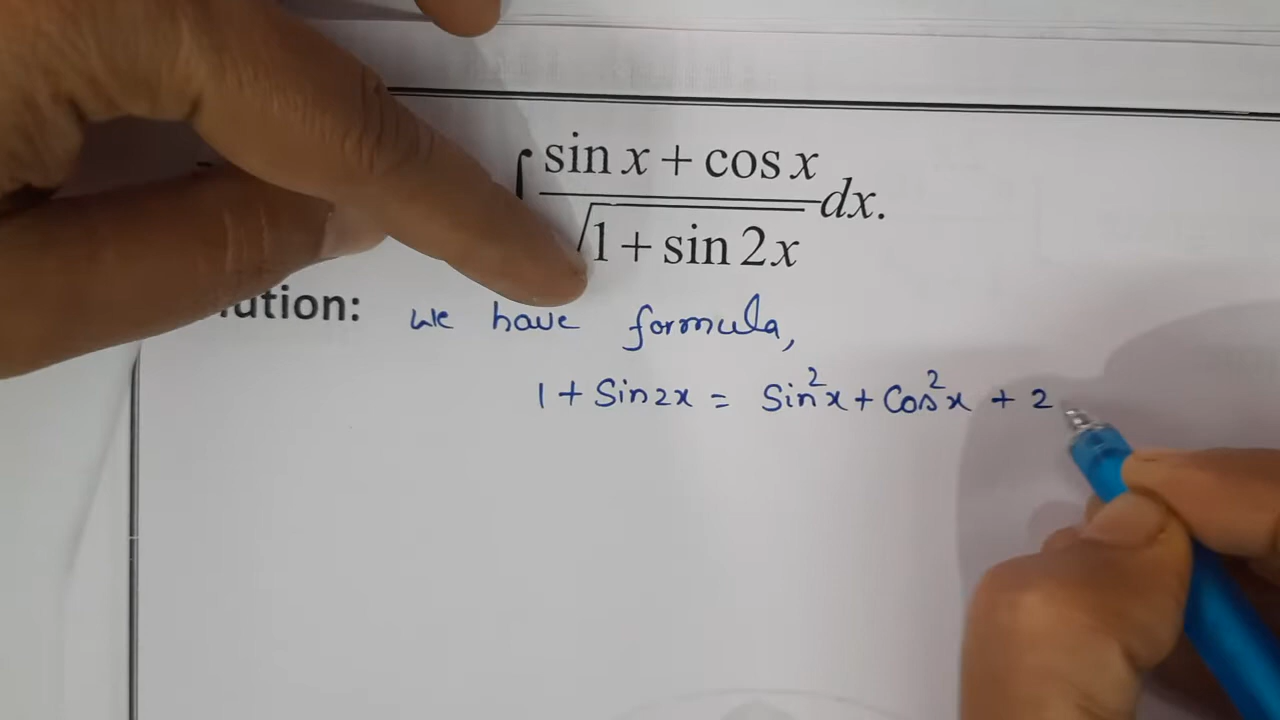 ∫ sin x + cos x / √1 + sin 2x dx.
ution: we have formula,
1 + Sin2x = Sin²x + Cos²x + 2